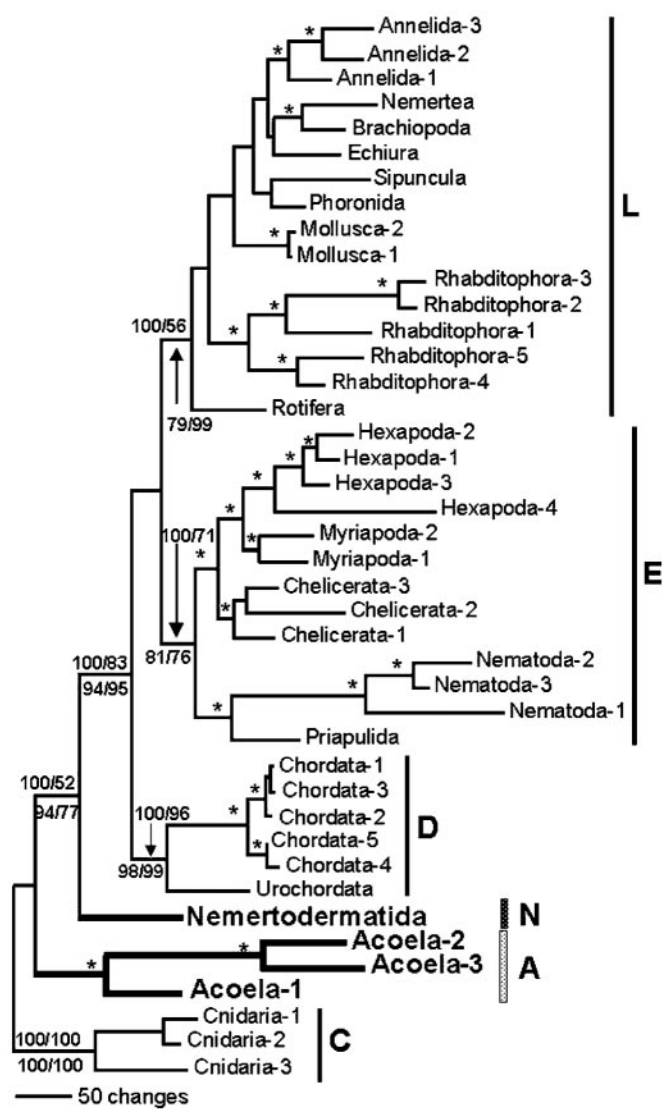 Annelida-3
*
*
Annelida-2
Annelida-1
Nemertea
*
Brachiopoda
Echiura
Sipuncula
Phoronida
L
Mollusca-2
*
Mollusca-1
Rhabditophora-3
*
Rhabditophora-2
*
Rhabditophora-1
100/56
*
Rhabditophora-5
*
Rhabditophora-4
Rotifera
79/99
Hexapoda-2
*
Hexapoda-1
*
Hexapoda-3
*
Hexapoda-4
*
100/71
Myriapoda-2
*
*
Myriapoda-1
E
Chelicerata-3
*
Chelicerata-2
Chelicerata-1
81/76
100/83
Nematoda-2
*
94/95
Nematoda-3
*
*
Nematoda-1
Priapulida
Chordata-1
100/52
Chordata-3
*
94/77
100/96
Chordata-2
D
Chordata-5
*
98/99
Chordata-4
Urochordata
Nemertodermatida
N
Acoela-2
*
*
Acoela-3
A
Acoela-1
Cnidaria-1
100/100
Cnidaria-2
C
100/100
Cnidaria-3
50 changes